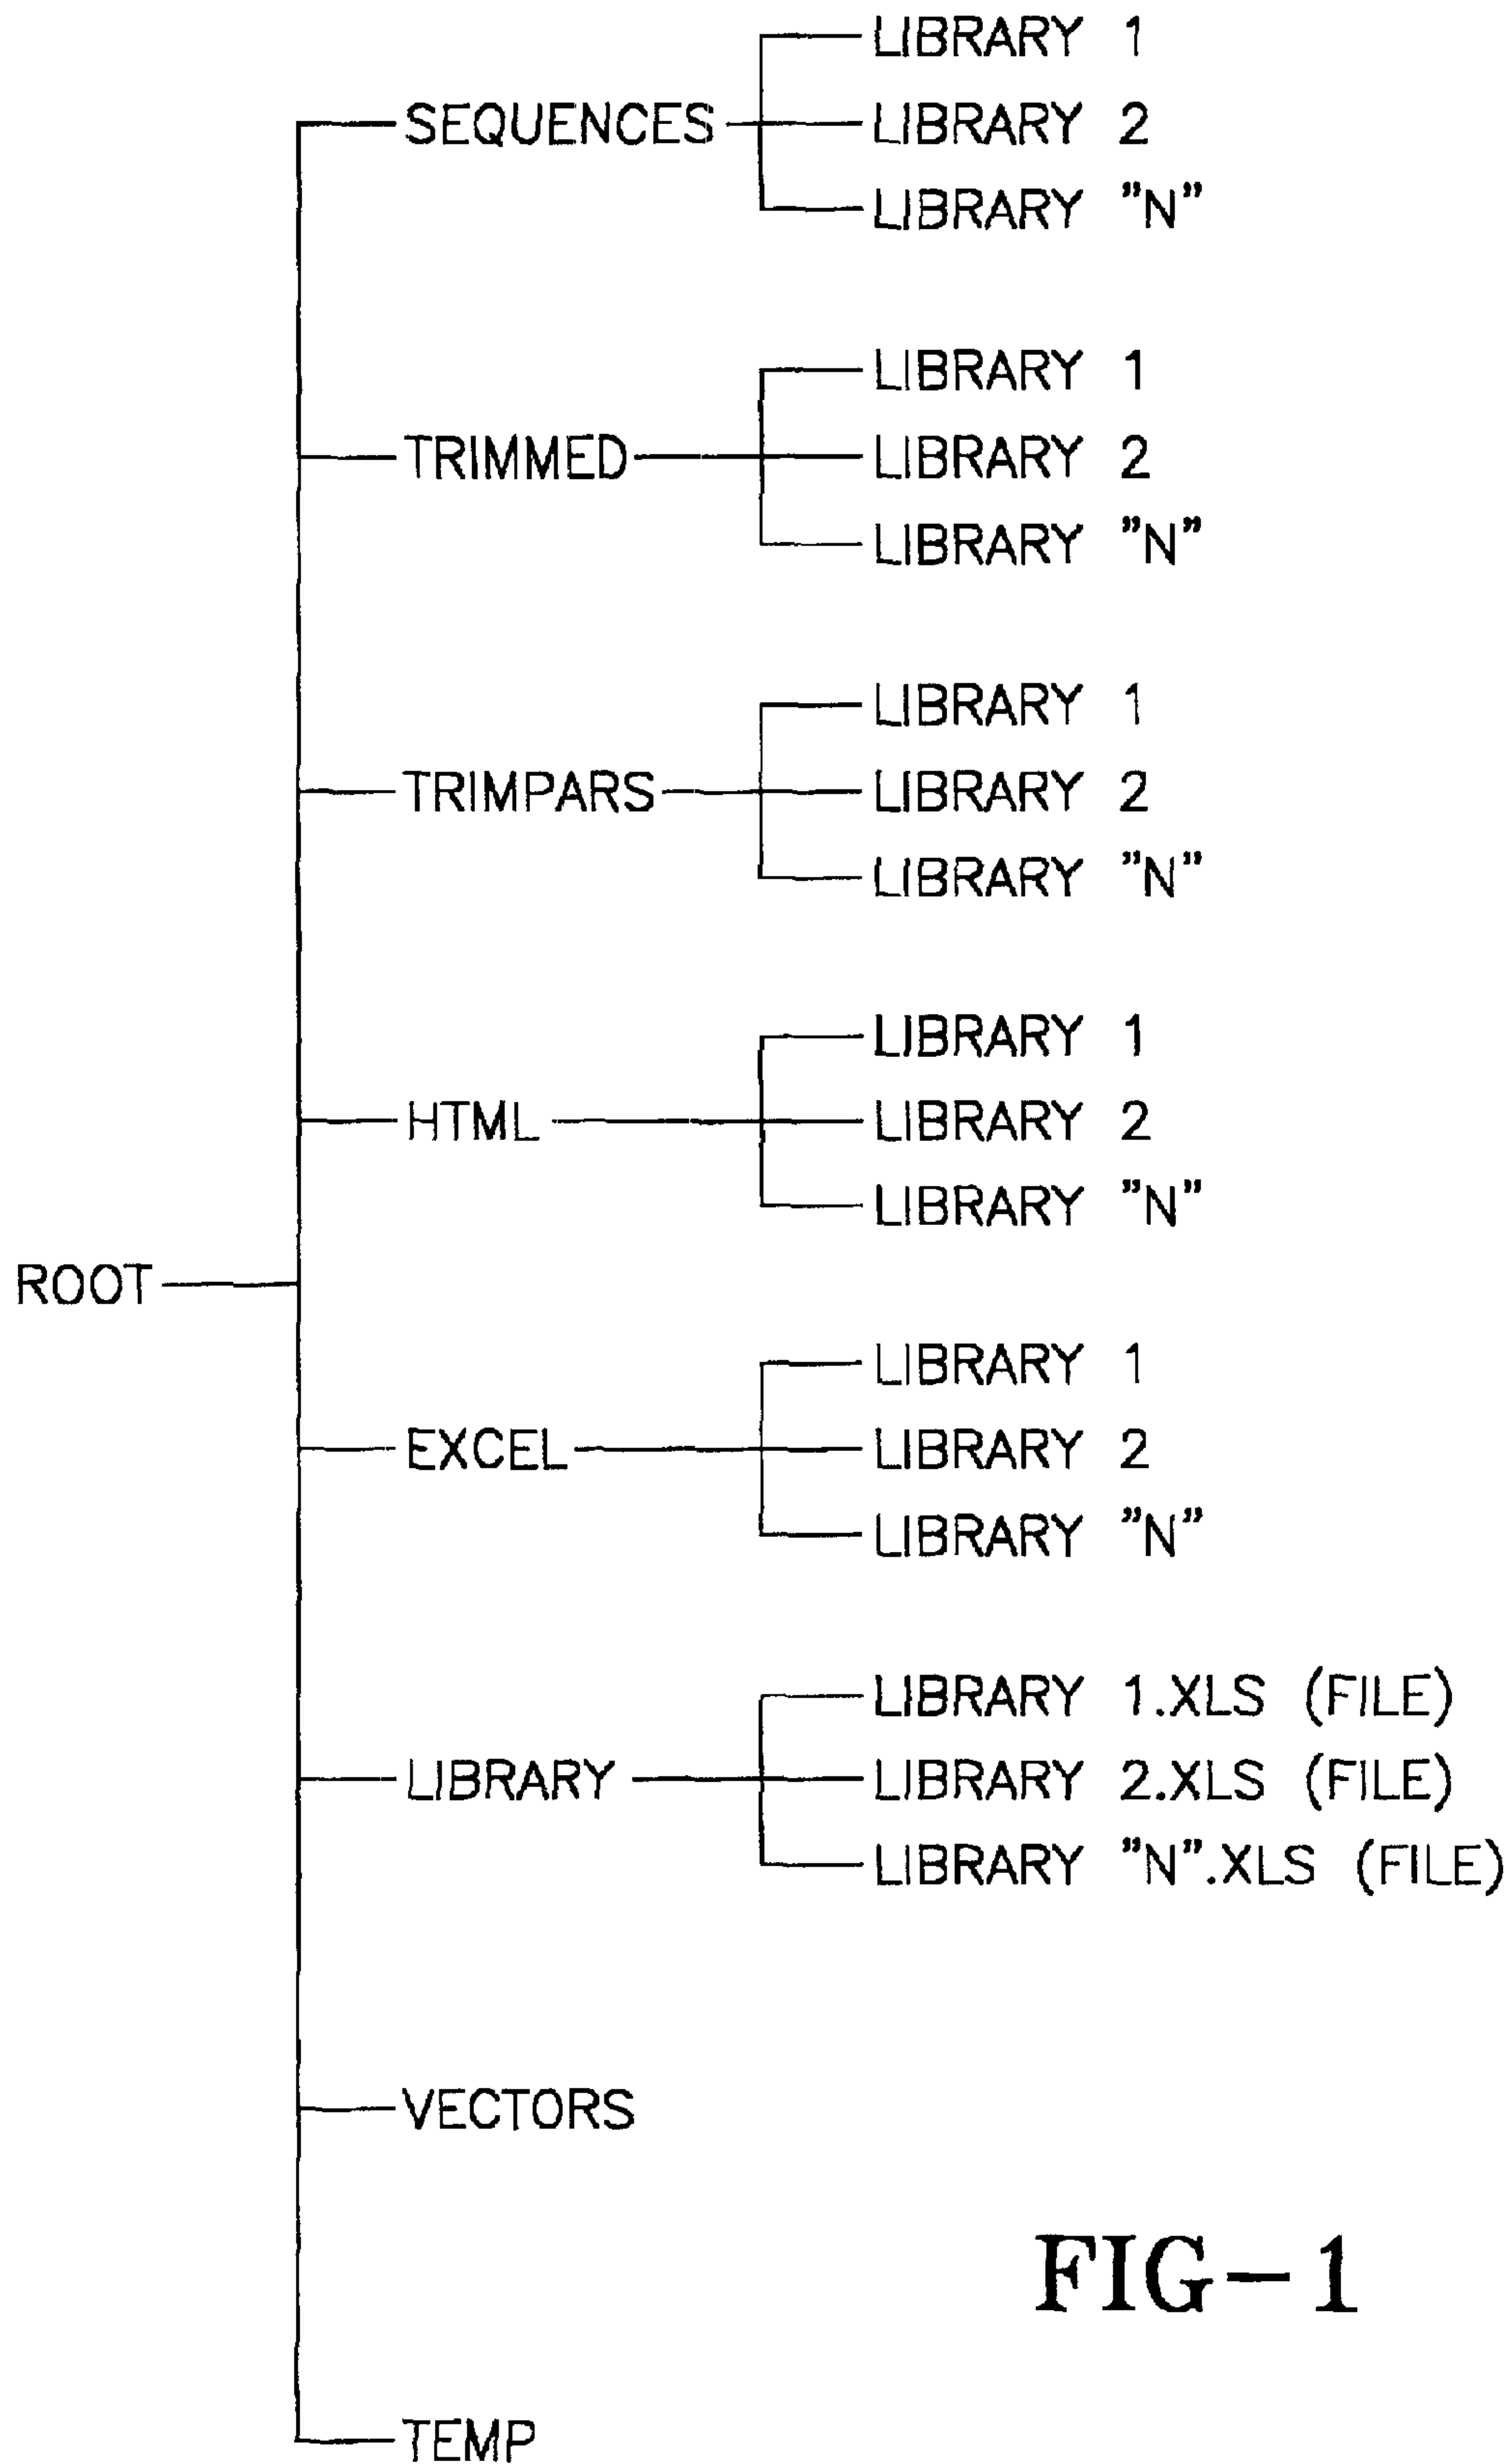 LIBRARY 1
SEQUENCES LIBRARY 2
LIBRARY "N"
LIBRARY 1
TRIMMED LIBRARY 2
LIBRARY "N"
LIBRARY 1
TRIMPARS LIBRARY 2
LIBRARY "N"
LIBRARY 1
HTML LIBRARY 2
LIBRARY "N"
ROOT
LIBRARY 1
EXCEL LIBRARY 2
LIBRARY "N"
LIBRARY 1.XLS (FILE)
LIBRARY LIBRARY 2.XLS (FILE)
LIBRARY "N".XLS (FILE)
VECTORS
FIG-1
TEMP